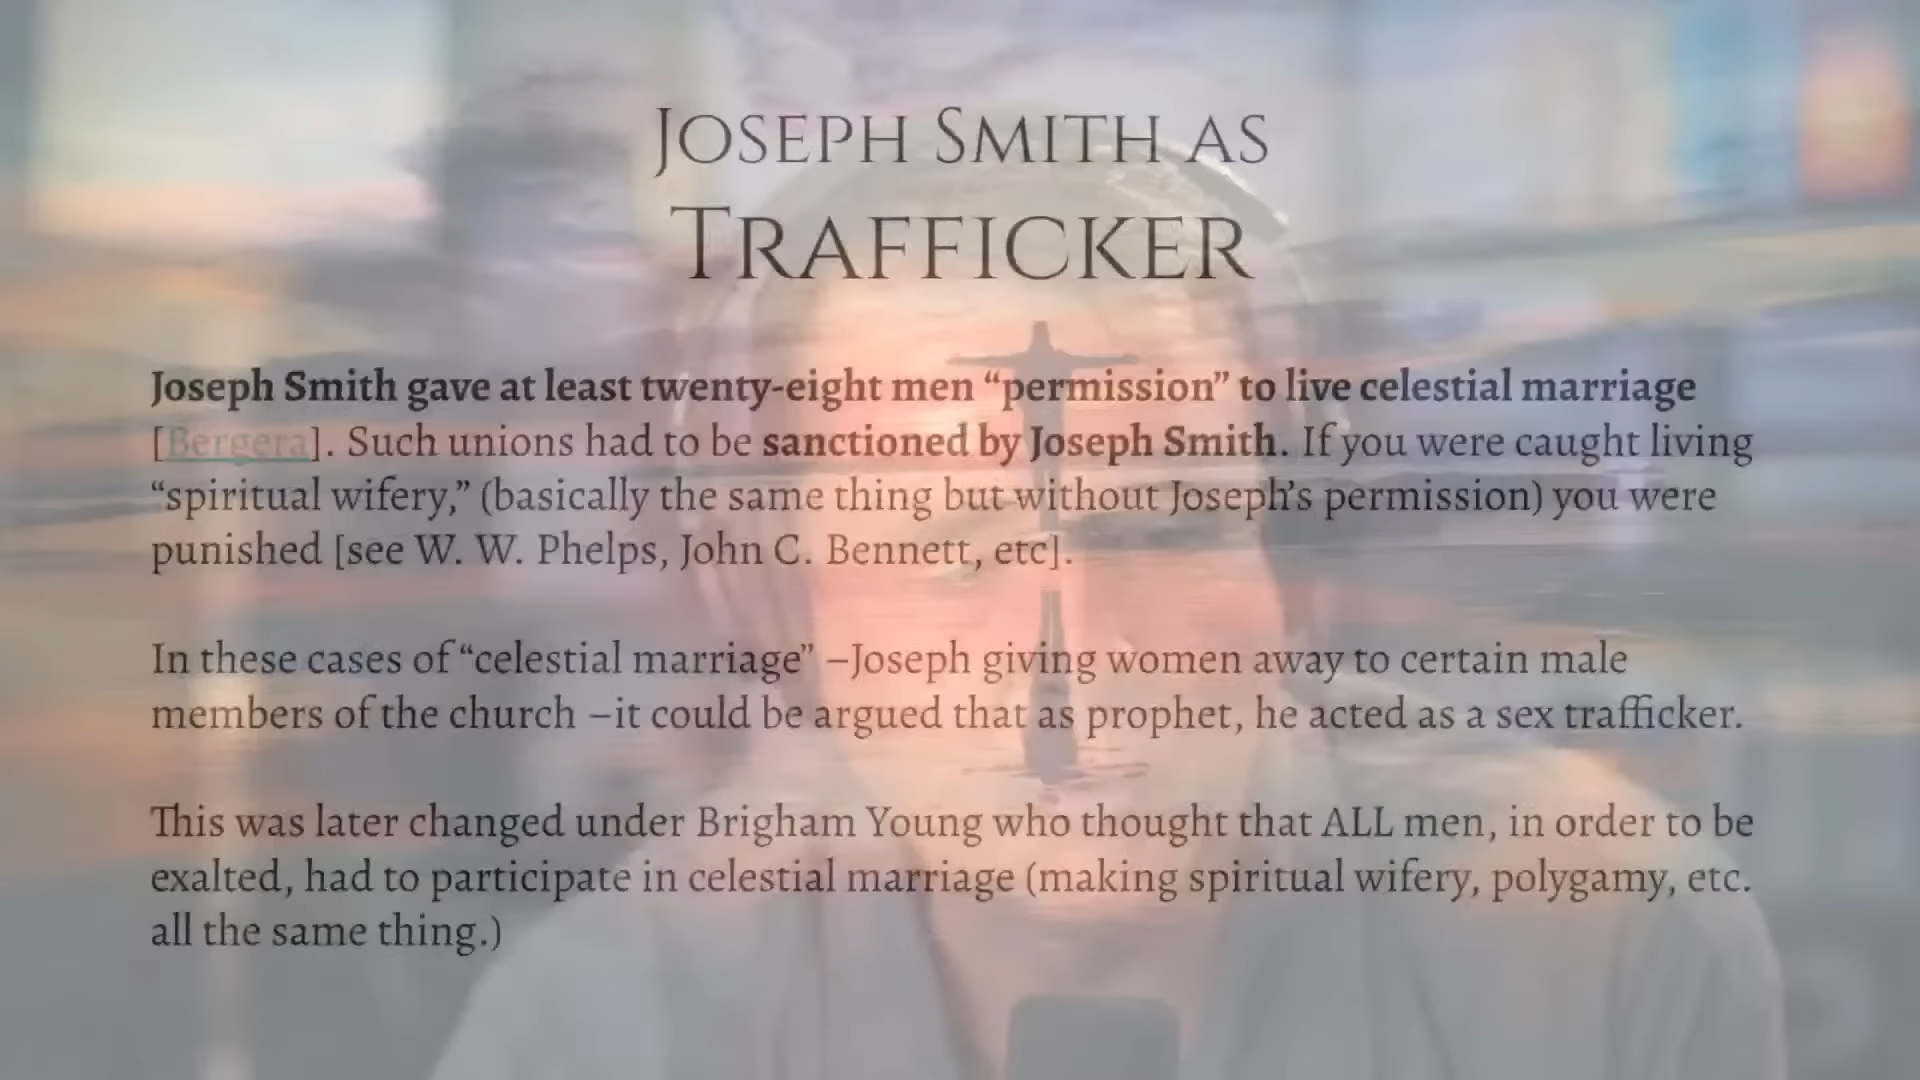 Joseph Smith as
Trafficker
Joseph Smith gave at least twenty-eight men “permission” to live celestial marriage
[Bergera]. Such unions had to be sanctioned by Joseph Smith. If you were caught living
“spiritual wifery,” (basically the same thing but without Joseph’s permission) you were
punished [see W. W. Phelps, John C. Bennett, etc].
In these cases of “celestial marriage” –Joseph giving women away to certain male
members of the church –it could be argued that as prophet, he acted as a sex trafficker.
This was later changed under Brigham Young who thought that ALL men, in order to be
exalted, had to participate in celestial marriage (making spiritual wifery, polygamy, etc.
all the same thing.)